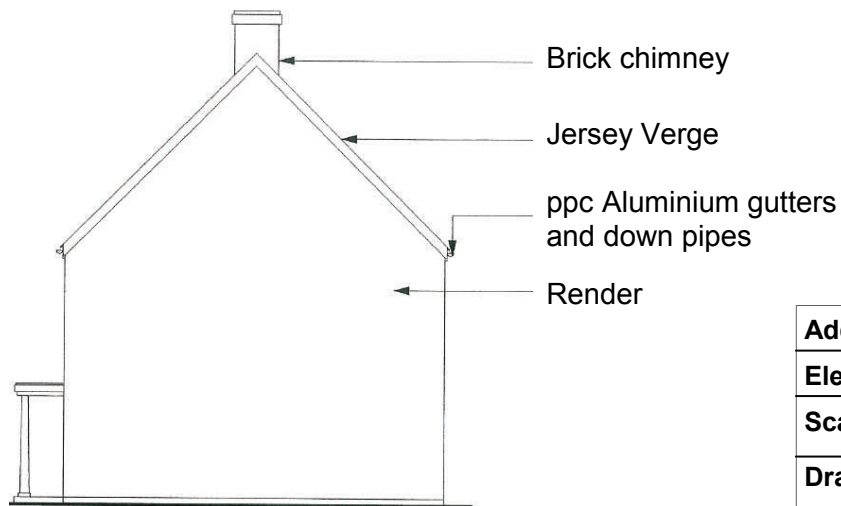 Brick chimney
Jersey Verge
ppc Aluminium gutters
and down pipes
Render